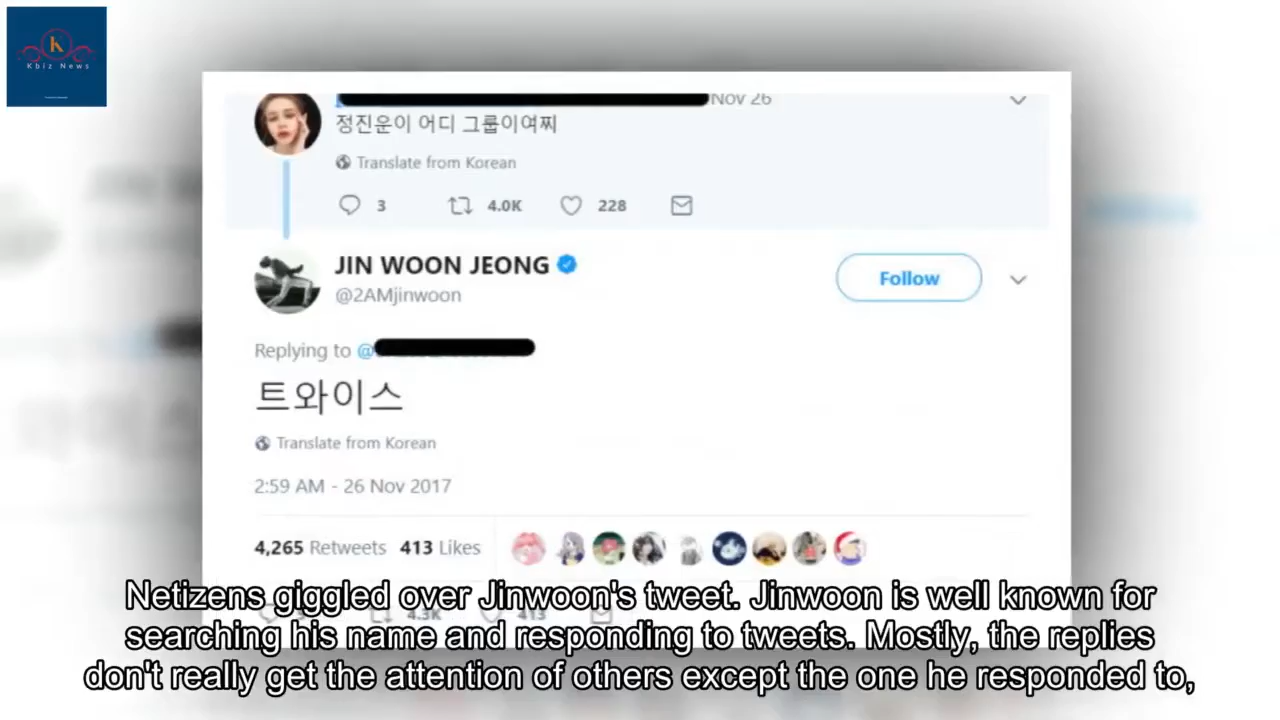 K
Kbiz News
Nov 26
정진운이 어디 그룹이여찌
Translate from Korean
3 4.0K 228
JIN WOON JEONG
@2AMjinwoon
Follow
Replying to @
트와이스
Translate from Korean
2:59 AM - 26 Nov 2017
4,265 Retweets 413 Likes
4.3K 413
Netizens giggled over Jinwoon's tweet. Jinwoon is well known for
searching his name and responding to tweets. Mostly, the replies
don't really get the attention of others except the one he responded to,